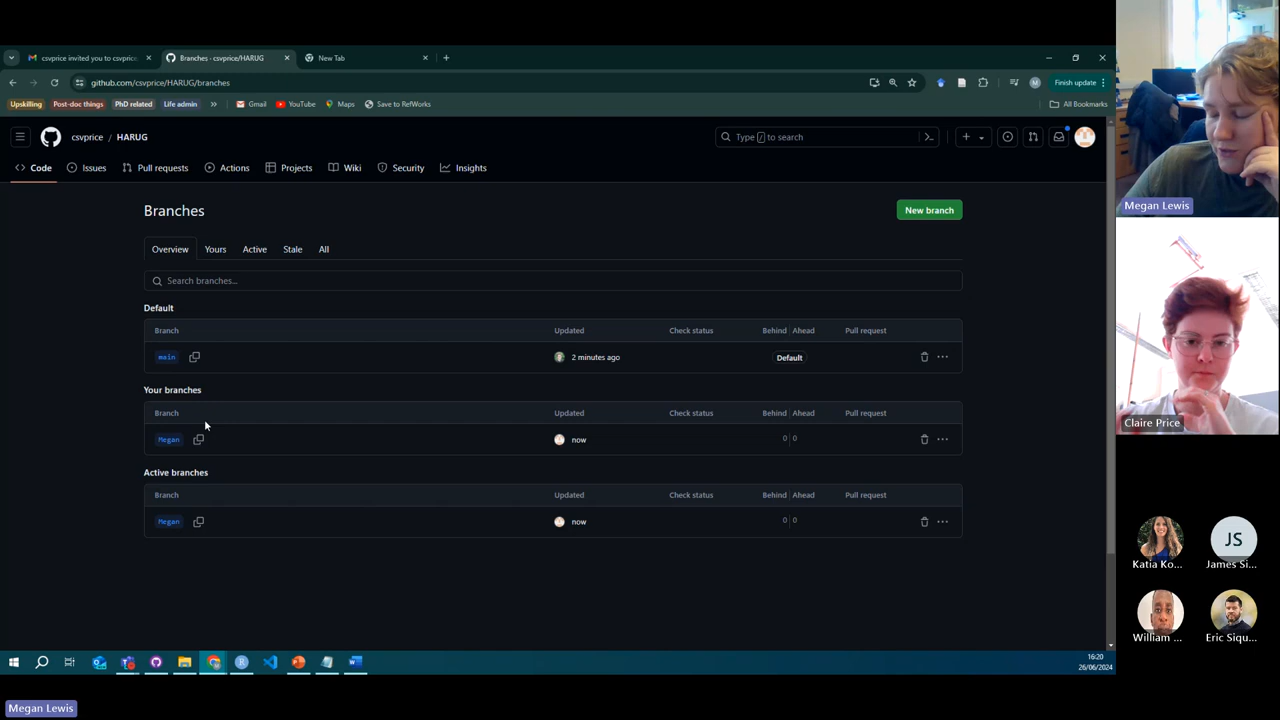 csvprice invited you to csvprice
Branches - csvprice/HARUG
New Tab
github.com/csvprice/HARUG/branches
Finish update
Upskilling
Post-doc things
PhD related
Life admin
Gmail
YouTube
Maps
Save to RefWorks
All Bookmarks
csvprice / HARUG
Type / to search
Code
Issues
Pull requests
Actions
Projects
Wiki
Security
Insights
Branches
New branch
Overview
Yours
Active
Stale
All
Search branches...
Default
Branch Updated Check status Behind Ahead Pull request
main 2 minutes ago Default
Your branches
Branch Updated Check status Behind Ahead Pull request
Megan now 0 0
Active branches
Branch Updated Check status Behind Ahead Pull request
Megan now 0 0
16:20
26/06/2024
Megan Lewis
Claire Price
Katia Ko...
JS
James Si...
William ...
Eric Siqu...
Megan Lewis